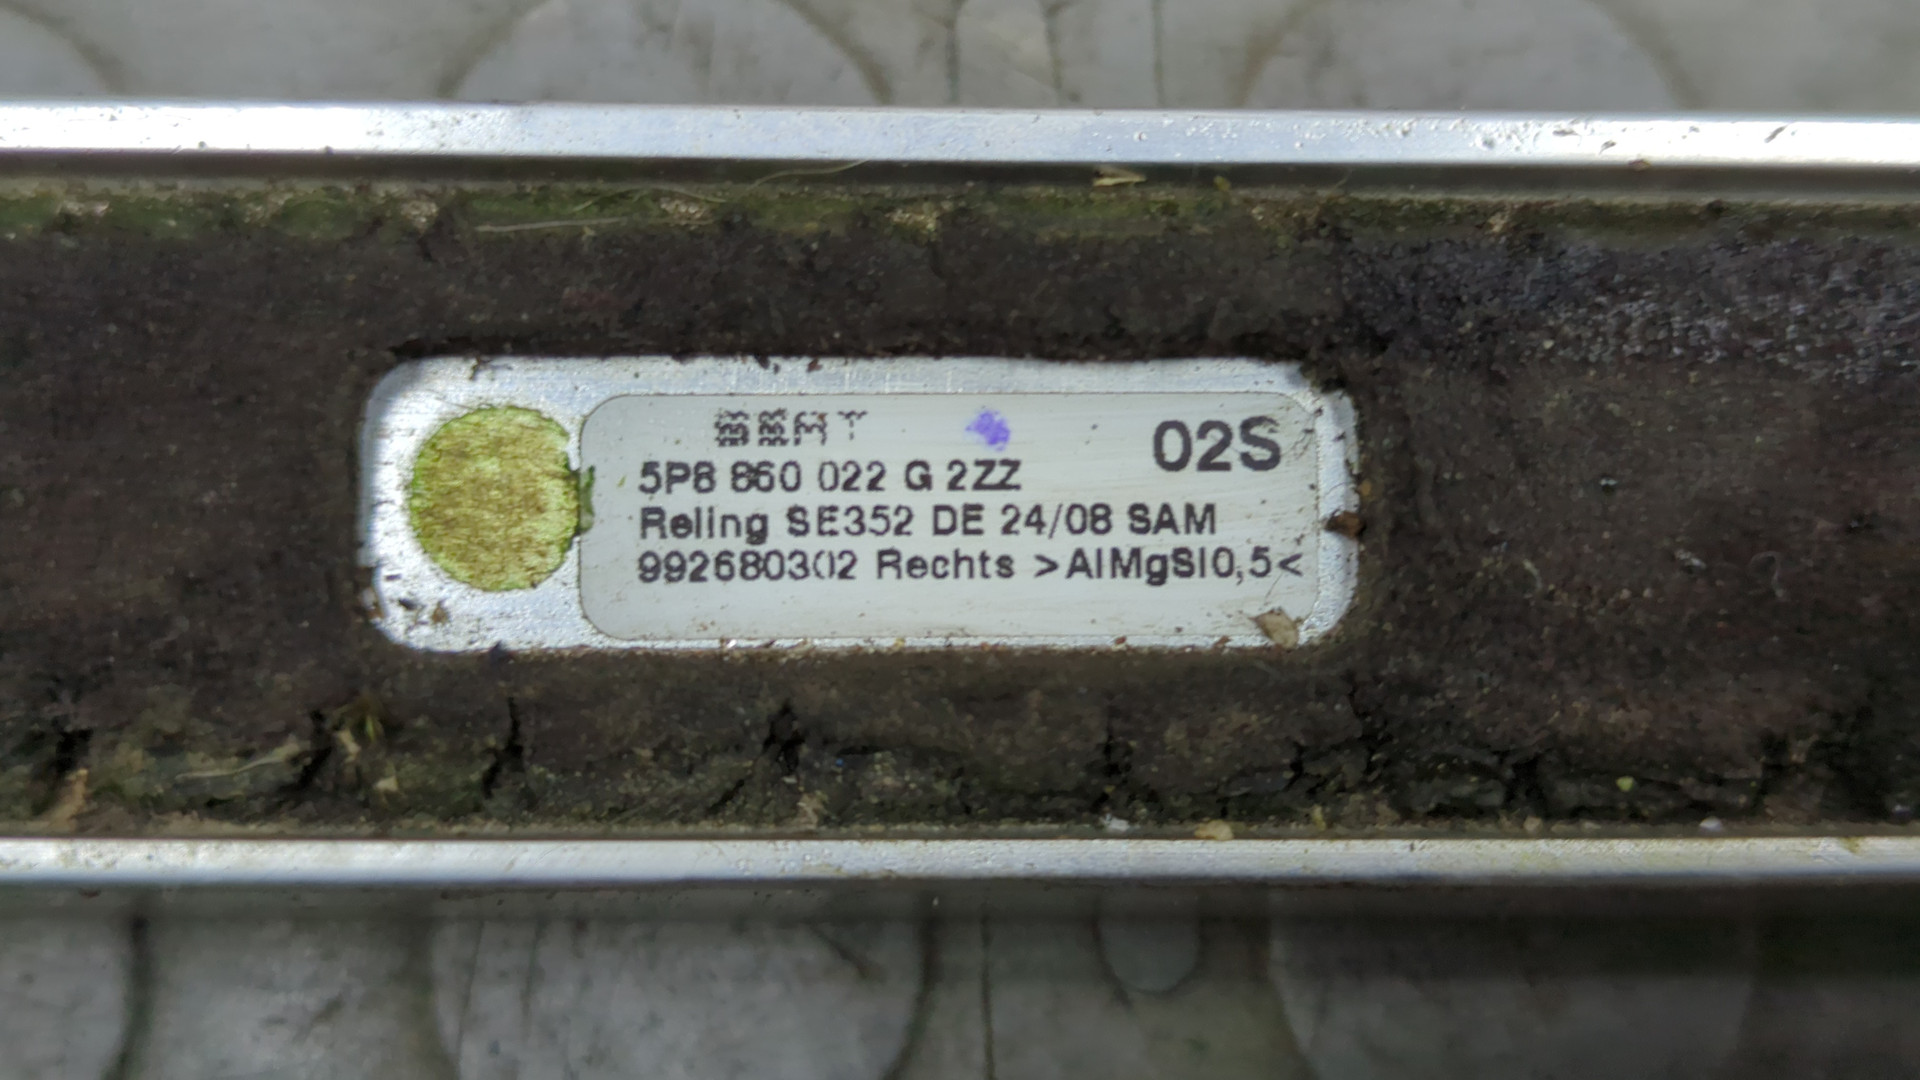 SEAT
02S
5P8 860 022 G 2ZZ
Reling SE352 DE 24/08 SAM
992680302 Rechts >AlMgSi0,5<